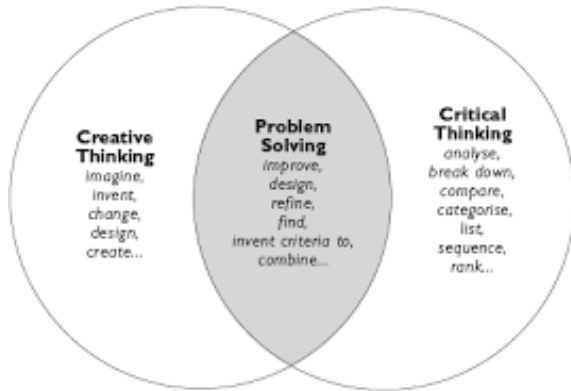 Creative
Thinking
imagine,
invent,
change,
design,
create...
Problem
Solving
improve,
design,
refine,
find,
invent criteria to,
combine...
Critical
Thinking
analyse,
break down,
compare,
categorise,
list,
sequence,
rank...